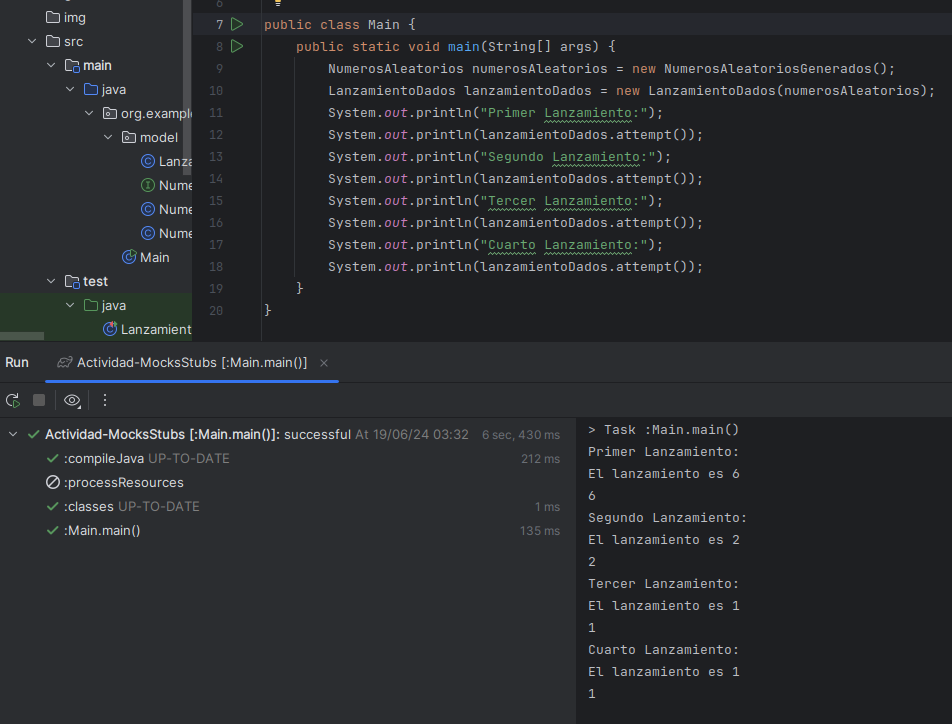 img
src
main
java
org.example
model
Lanza
Nume
Nume
Nume
Main
test
java
Lanzamient
6
7 public class Main {
8 public static void main(String[] args) {
9 NumerosAleatorios numerosAleatorios = new NumerosAleatoriosGenerados();
10 LanzamientoDados lanzamientoDados = new LanzamientoDados(numerosAleatorios);
11 System.out.println("Primer Lanzamiento:");
12 System.out.println(lanzamientoDados.attempt());
13 System.out.println("Segundo Lanzamiento:");
14 System.out.println(lanzamientoDados.attempt());
15 System.out.println("Tercer Lanzamiento:");
16 System.out.println(lanzamientoDados.attempt());
17 System.out.println("Cuarto Lanzamiento:");
18 System.out.println(lanzamientoDados.attempt());
19 }
20 }
Run Actividad-MocksStubs [:Main.main()] ×
Actividad-MocksStubs [:Main.main()]: successful At 19/06/24 03:32 6 sec, 430 ms
:compileJava UP-TO-DATE 212 ms
:processResources
:classes UP-TO-DATE 1 ms
:Main.main() 135 ms
> Task :Main.main()
Primer Lanzamiento:
El lanzamiento es 6
6
Segundo Lanzamiento:
El lanzamiento es 2
2
Tercer Lanzamiento:
El lanzamiento es 1
1
Cuarto Lanzamiento:
El lanzamiento es 1
1